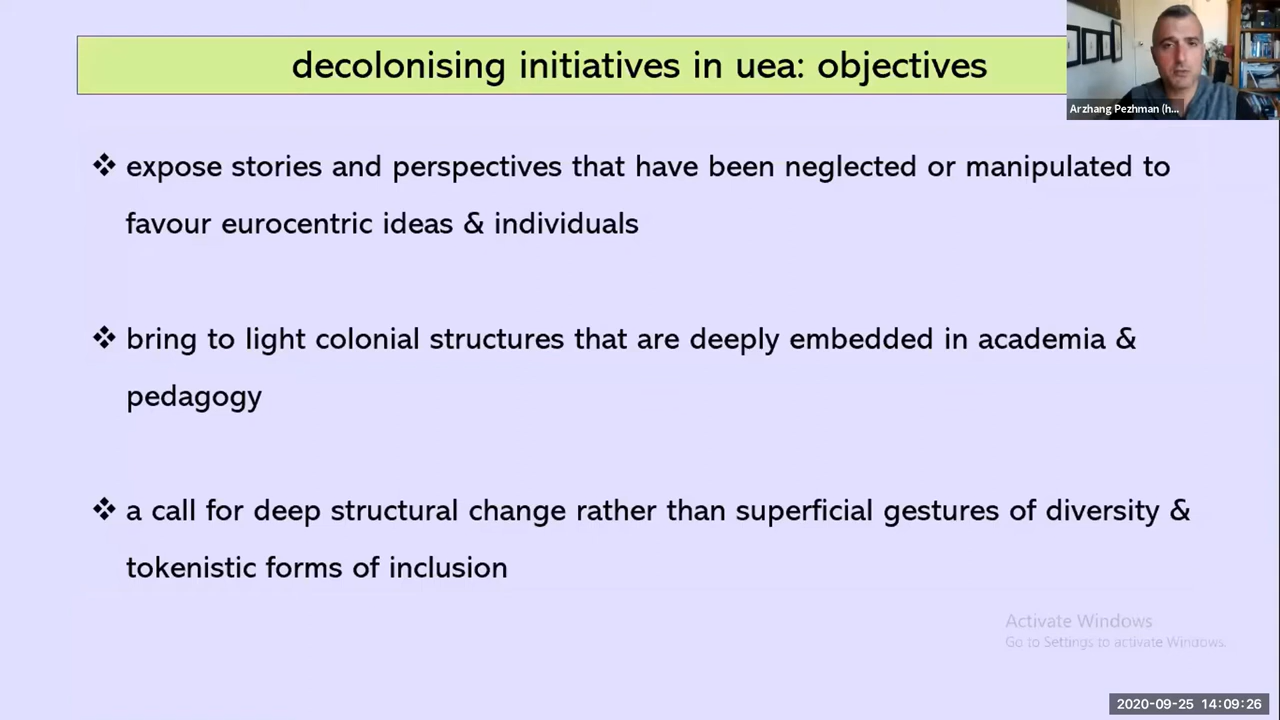 decolonising initiatives in uea: objectives
Arzhang Pezhman (h...
❖ expose stories and perspectives that have been neglected or manipulated to
favour eurocentric ideas & individuals
❖ bring to light colonial structures that are deeply embedded in academia &
pedagogy
❖ a call for deep structural change rather than superficial gestures of diversity &
tokenistic forms of inclusion
Activate Windows
Go to Settings to activate Windows.
2020-09-25 14:09:26